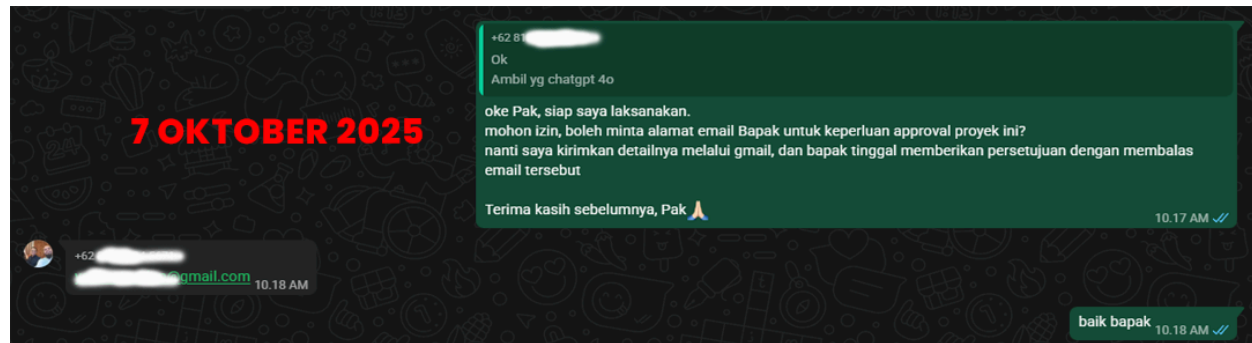 +62 81
Ok
Ambil yg chatgpt 4o
7 OKTOBER 2025
oke Pak, siap saya laksanakan.
mohon izin, boleh minta alamat email Bapak untuk keperluan approval proyek ini?
nanti saya kirimkan detailnya melalui gmail, dan bapak tinggal memberikan persetujuan dengan membalas
email tersebut
Terima kasih sebelumnya, Pak🙏🏻
10.17 AM
+62
@gmail.com 10.18 AM
baik bapak 10.18 AM